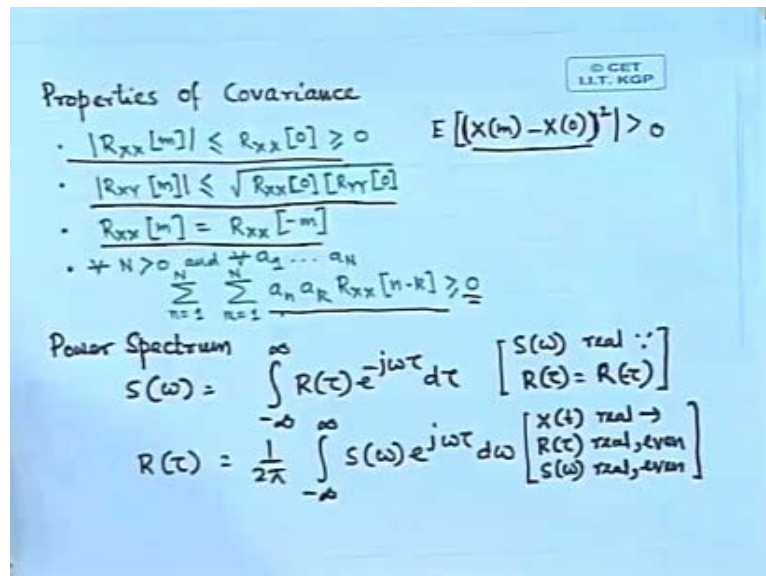 © CET
I.I.T. KGP
Properties of Covariance
· |Rxx[m]| ≤ Rxx[0] ≥ 0
E[(X(m) - X(0))²| > 0
· |RXY[m]| ≤ √Rxx[0][RYY[0]
· Rxx[m] = Rxx[-m]
· ∀ N>0 and ∀ a₁ ... aN
N N
Σ Σ an ak Rxx[n-k] ≥ 0
n=1 n=1
Power Spectrum
S(ω) = ∫_{-∞}^{∞} R(τ) e^{-jωτ} dτ [S(ω) real ∵
R(τ) = R(-τ)]
R(τ) = 1/2π ∫_{-∞}^{∞} S(ω) e^{jωτ} dω [X(t) real →
R(τ) real, even
S(ω) real, even]